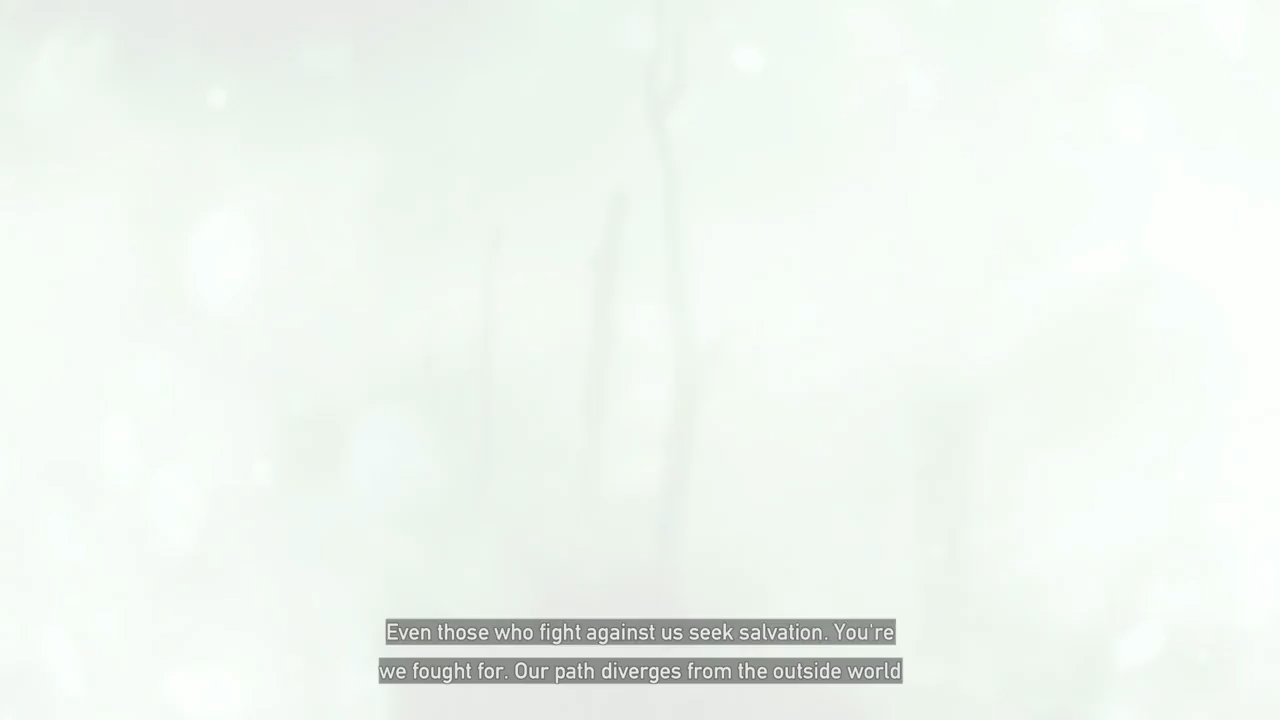 Even those who fight against us seek salvation. You're
we fought for. Our path diverges from the outside world